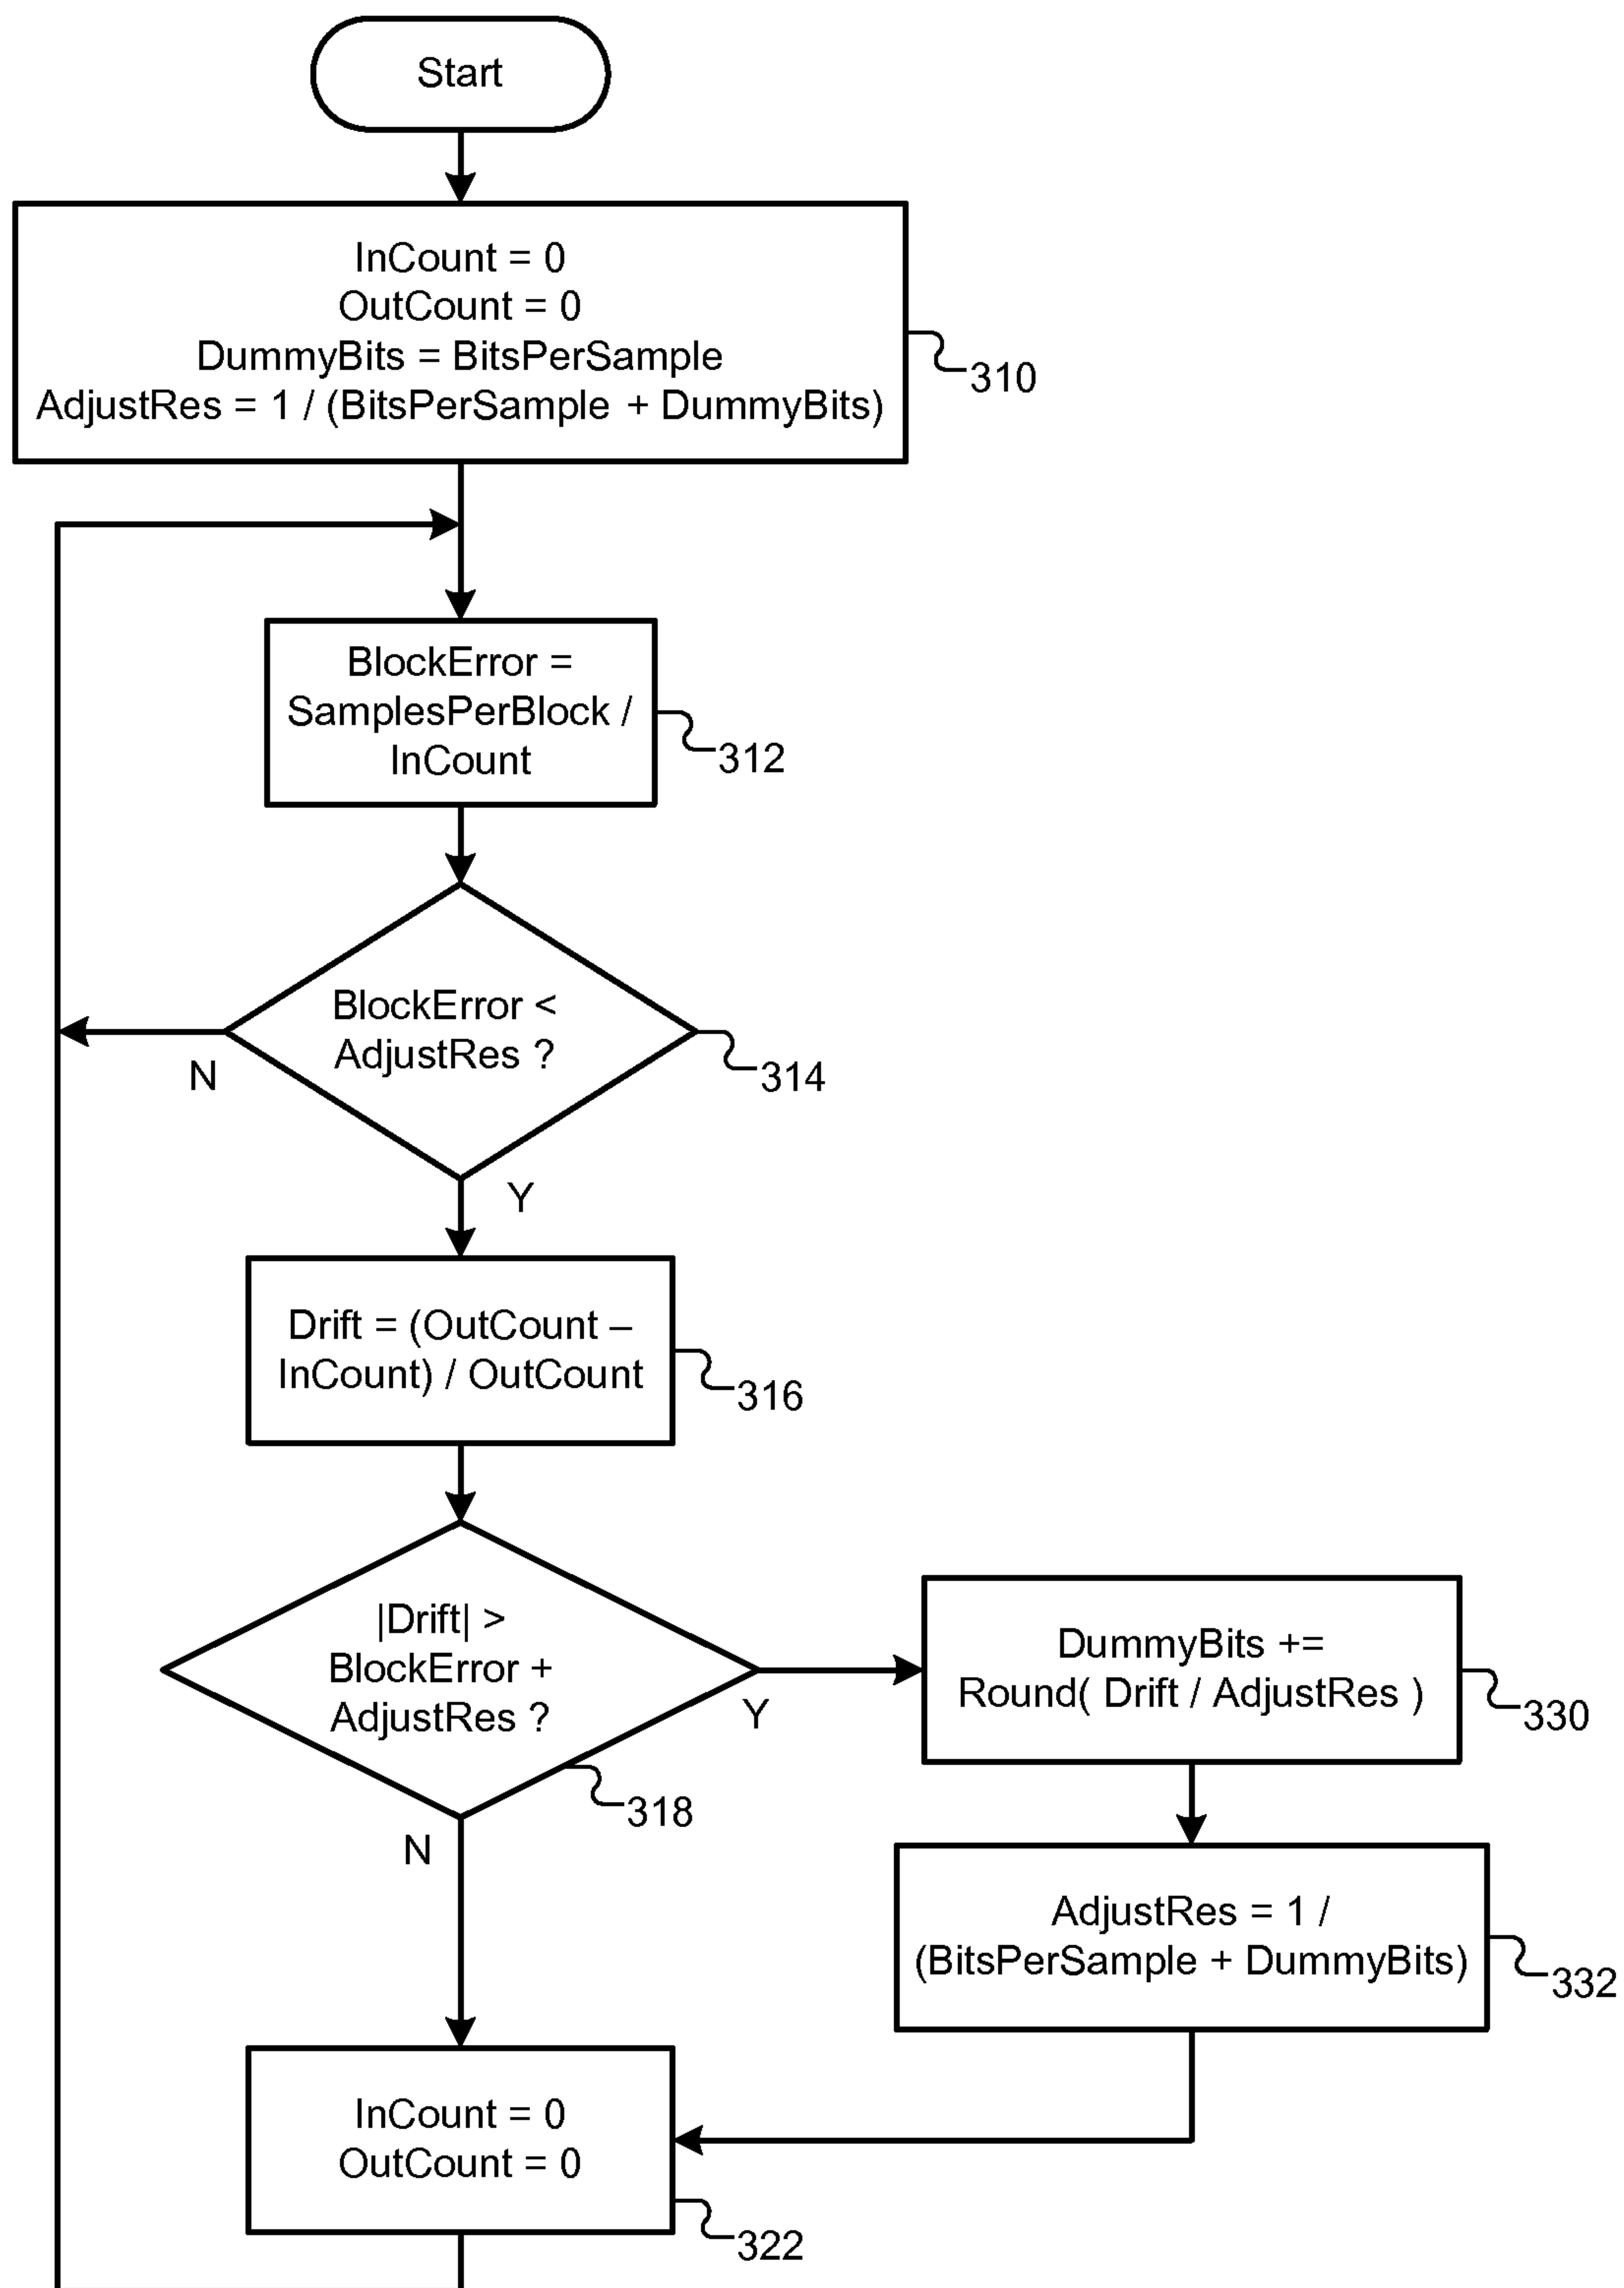 Start
InCount = 0
OutCount = 0
DummyBits = BitsPerSample
AdjustRes = 1 / (BitsPerSample + DummyBits)
310
BlockError =
SamplesPerBlock /
InCount
312
BlockError <
AdjustRes ?
314
N
Y
Drift = (OutCount –
InCount) / OutCount
316
|Drift| >
BlockError +
AdjustRes ?
318
Y
N
DummyBits +=
Round( Drift / AdjustRes )
330
AdjustRes = 1 /
(BitsPerSample + DummyBits)
332
InCount = 0
OutCount = 0
322